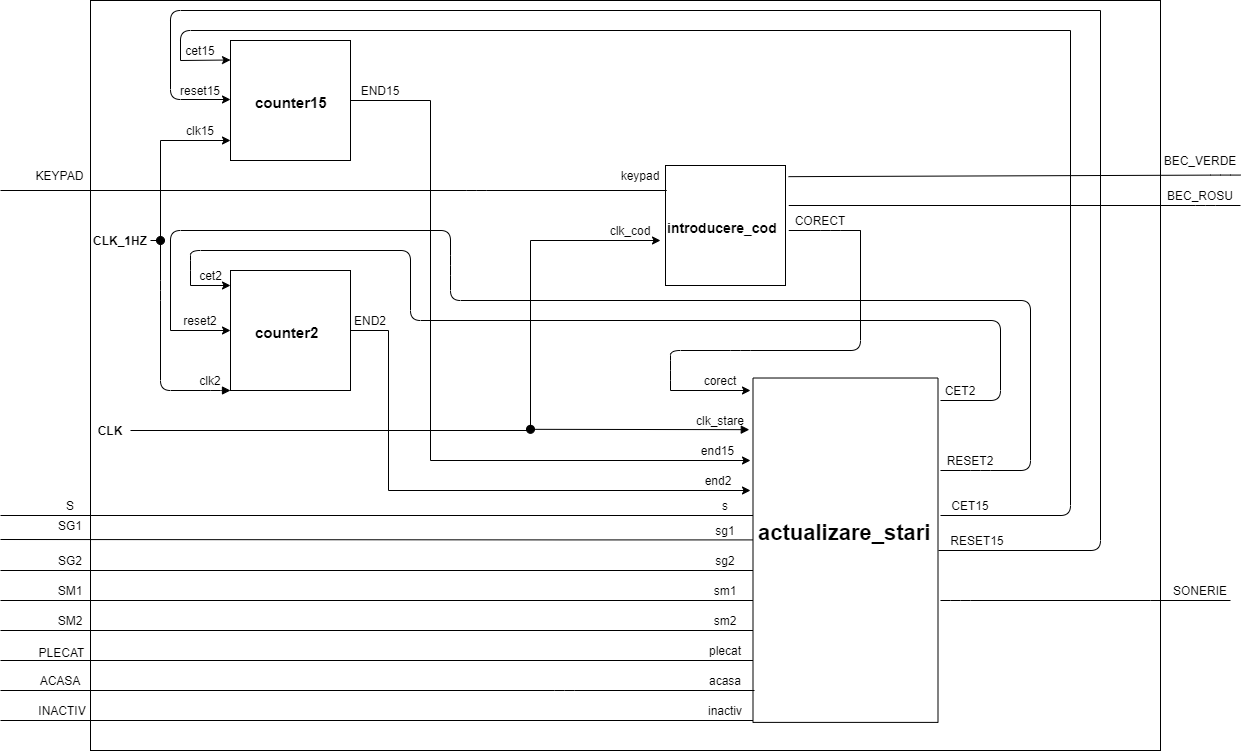 cet15
reset15
counter15
END15
clk15
KEYPAD
keypad
BEC_VERDE
BEC_ROSU
CORECT
introducere_cod
clk_cod
CLK_1HZ
cet2
reset2
counter2
END2
clk2
corect
CET2
CLK
clk_stare
end15
RESET2
end2
S
s
CET15
SG1
sg1
actualizare_stari
RESET15
SG2
sg2
SM1
sm1
SONERIE
SM2
sm2
PLECAT
plecat
ACASA
acasa
INACTIV
inactiv